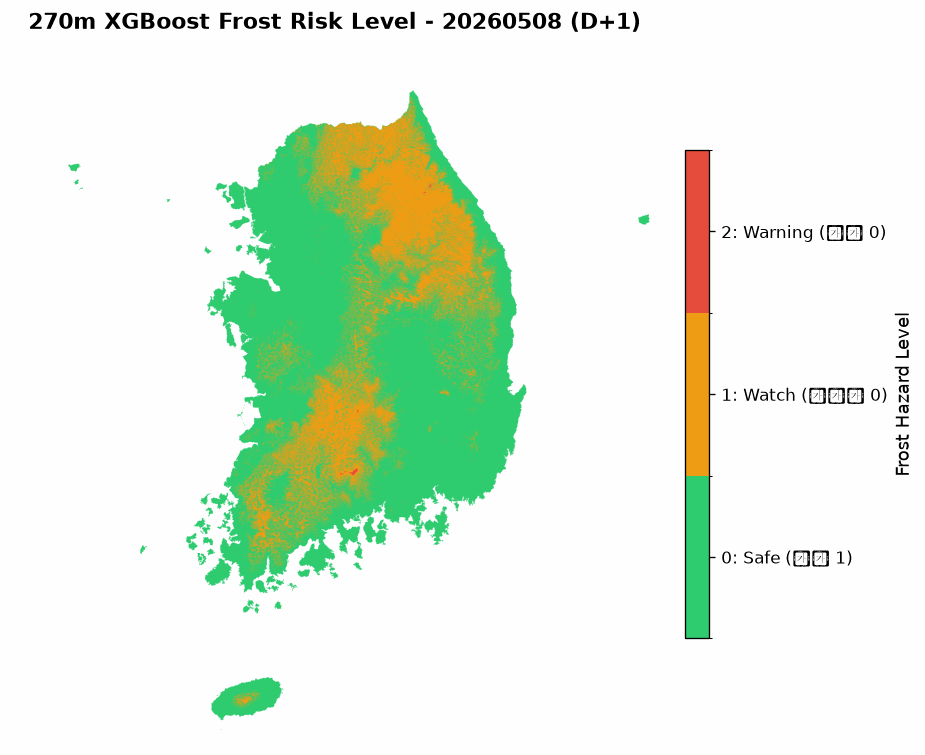 270m XGBoost Frost Risk Level - 20260508 (D+1)
2: Warning ( 0)
1: Watch ( 0)
0: Safe ( 1)
Frost Hazard Level